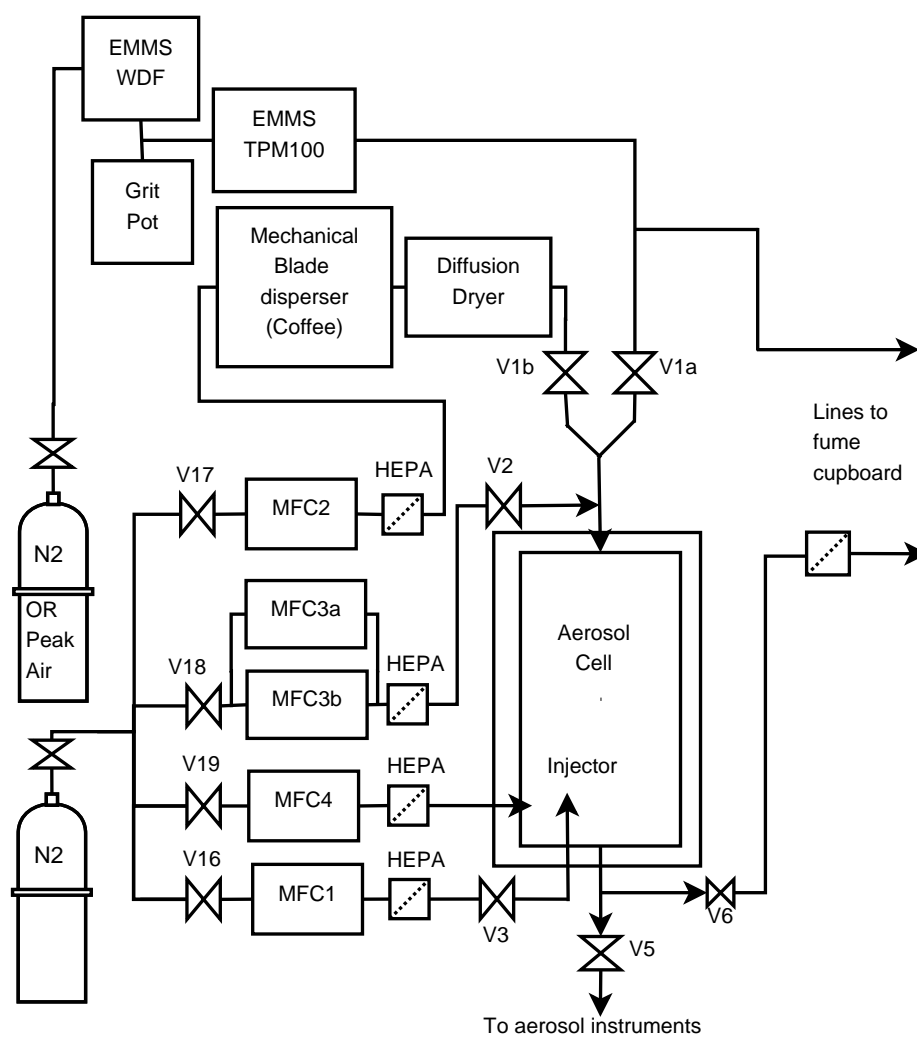 EMMS
WDF
EMMS
TPM100
Grit
Pot
Mechanical
Blade
disperser
(Coffee)
Diffusion
Dryer
V1b
V1a
Lines to
fume
cupboard
HEPA
V2
V17
MFC2
N2
OR
Peak
Air
MFC3a
Aerosol
Cell
HEPA
V18
MFC3b
V19
HEPA
Injector
MFC4
N2
V16
HEPA
MFC1
V3
V6
V5
To aerosol instruments